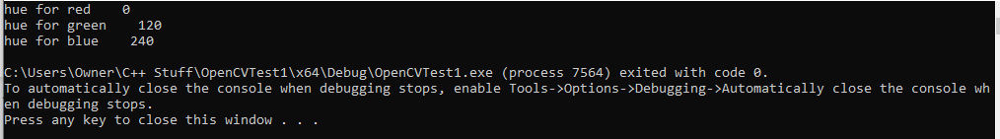 hue for red    0
hue for green    120
hue for blue    240
C:\Users\Owner\C++ Stuff\OpenCVTest1\x64\Debug\OpenCVTest1.exe (process 7564) exited with code 0.
To automatically close the console when debugging stops, enable Tools->Options->Debugging->Automatically close the console wh
en debugging stops.
Press any key to close this window . . .